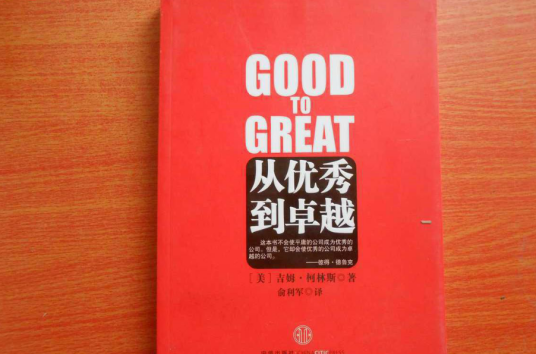 GOOD
TO
GREAT
从优秀
到卓越
这本书不会使平庸的公司成为优秀的
公司。但是,它却会使优秀的公司成为卓
越的公司。
——彼得·德鲁克
[美]吉姆·柯林斯 著
俞利军 译